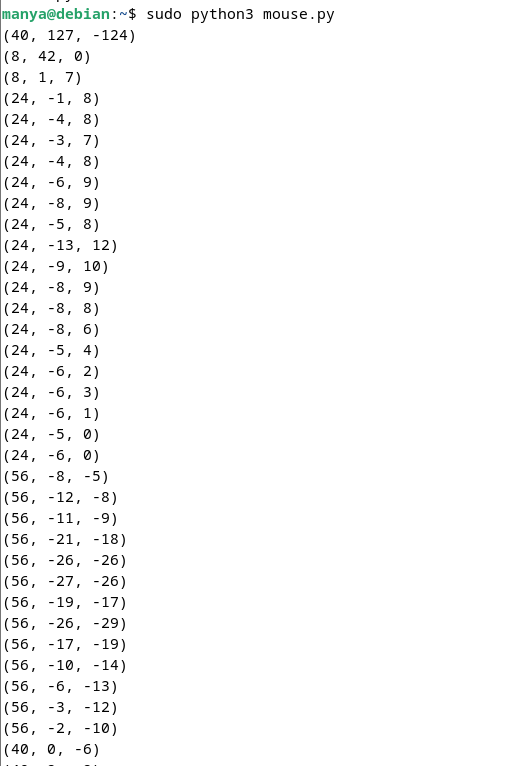 manya@debian:~$ sudo python3 mouse.py
(40, 127, -124)
(8, 42, 0)
(8, 1, 7)
(24, -1, 8)
(24, -4, 8)
(24, -3, 7)
(24, -4, 8)
(24, -6, 9)
(24, -8, 9)
(24, -5, 8)
(24, -13, 12)
(24, -9, 10)
(24, -8, 9)
(24, -8, 8)
(24, -8, 6)
(24, -5, 4)
(24, -6, 2)
(24, -6, 3)
(24, -6, 1)
(24, -5, 0)
(24, -6, 0)
(56, -8, -5)
(56, -12, -8)
(56, -11, -9)
(56, -21, -18)
(56, -26, -26)
(56, -27, -26)
(56, -19, -17)
(56, -26, -29)
(56, -17, -19)
(56, -10, -14)
(56, -6, -13)
(56, -3, -12)
(56, -2, -10)
(40, 0, -6)